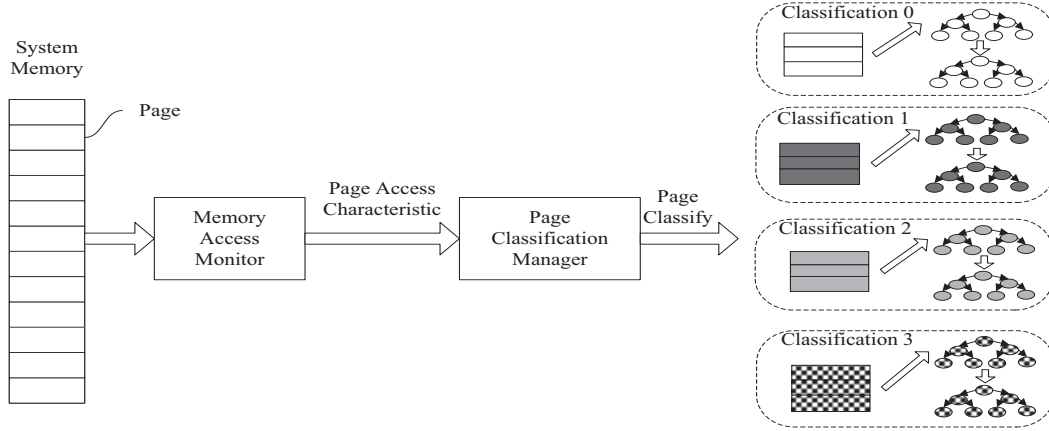 System
Memory
Page
Memory
Access
Monitor
Page Access
Characteristic
Page
Classification
Manager
Page
Classify
Classification 0
Classification 1
Classification 2
Classification 3